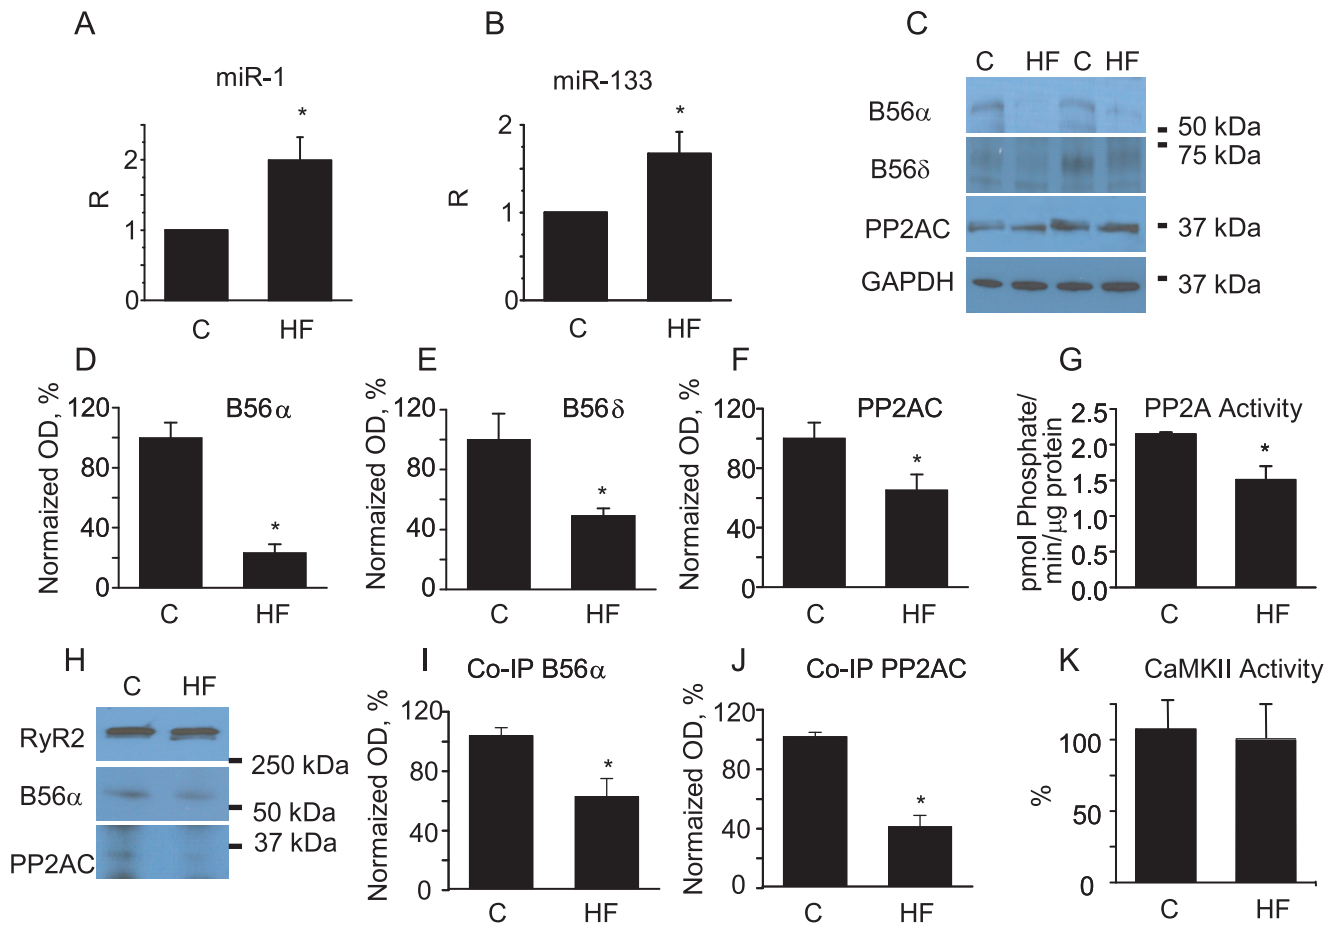 A
miR-1
*
R
2
1
0
C HF
B
miR-133
*
R
2
1
0
C HF
C
C HF C HF
B56α
50 kDa
B56δ
75 kDa
PP2AC
37 kDa
GAPDH
37 kDa
D
B56α
Normaized OD, %
120
80
40
0
*
C HF
E
B56δ
Normaized OD, %
120
80
40
0
*
C HF
F
PP2AC
Normaized OD, %
120
80
40
0
*
C HF
G
PP2A Activity
pmol Phosphate/
min/μg protein
2.5
2.0
1.5
1.0
0.5
0.0
*
C HF
H
C HF
RyR2
250 kDa
B56α
50 kDa
37 kDa
PP2AC
I
Co-IP B56α
Normaized OD, %
120
80
40
0
*
C HF
J
Co-IP PP2AC
Normaized OD, %
120
80
40
0
*
C HF
K
CaMKII Activity
%
100
50
0
C HF